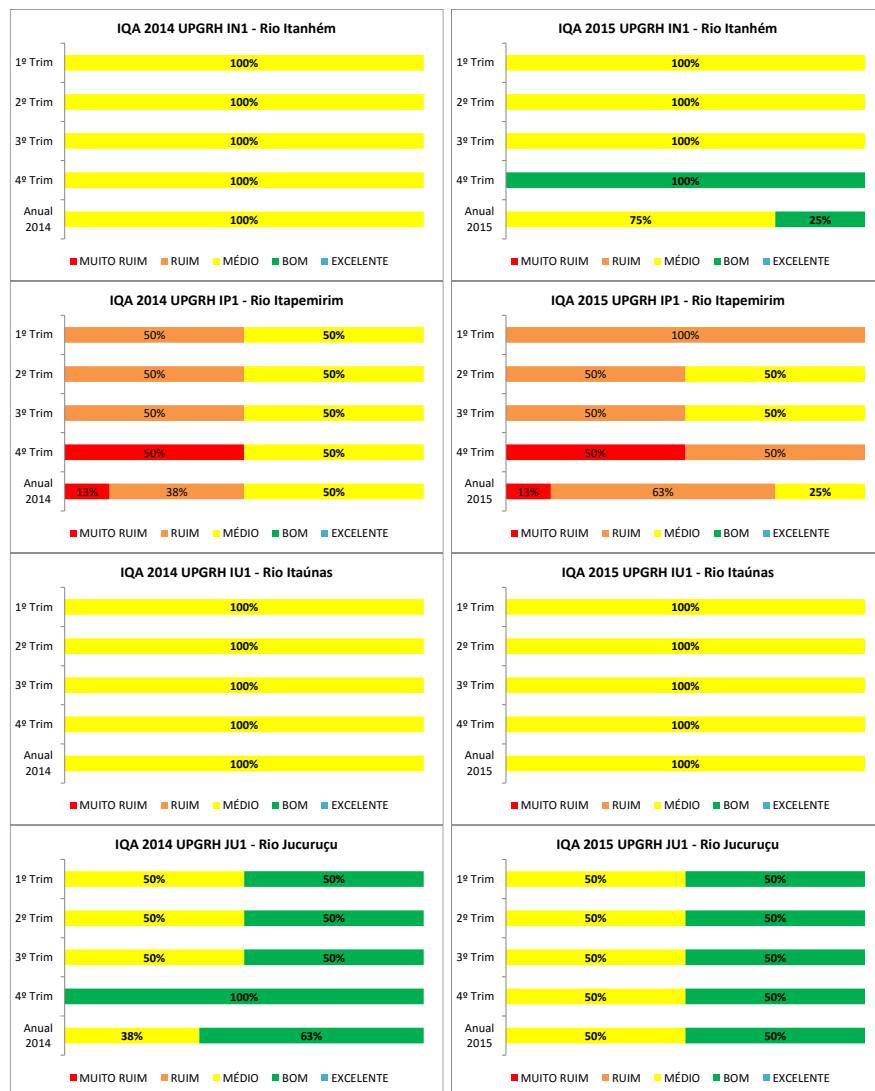 IQA 2014 UPGRH IN1 - Rio Itanhém
1º Trim 100%
2º Trim 100%
3º Trim 100%
4º Trim 100%
Anual 2014 100%
MUITO RUIM RUIM MÉDIO BOM EXCELENTE
IQA 2015 UPGRH IN1 - Rio Itanhém
1º Trim 100%
2º Trim 100%
3º Trim 100%
4º Trim 100%
Anual 2015 75% 25%
MUITO RUIM RUIM MÉDIO BOM EXCELENTE
IQA 2014 UPGRH IP1 - Rio Itapemirim
1º Trim 50% 50%
2º Trim 50% 50%
3º Trim 50% 50%
4º Trim 50% 50%
Anual 2014 13% 38% 50%
MUITO RUIM RUIM MÉDIO BOM EXCELENTE
IQA 2015 UPGRH IP1 - Rio Itapemirim
1º Trim 100%
2º Trim 50% 50%
3º Trim 50% 50%
4º Trim 50% 50%
Anual 2015 13% 63% 25%
MUITO RUIM RUIM MÉDIO BOM EXCELENTE
IQA 2014 UPGRH IU1 - Rio Itaúnas
1º Trim 100%
2º Trim 100%
3º Trim 100%
4º Trim 100%
Anual 2014 100%
MUITO RUIM RUIM MÉDIO BOM EXCELENTE
IQA 2015 UPGRH IU1 - Rio Itaúnas
1º Trim 100%
2º Trim 100%
3º Trim 100%
4º Trim 100%
Anual 2015 100%
MUITO RUIM RUIM MÉDIO BOM EXCELENTE
IQA 2014 UPGRH JU1 - Rio Jucuruçu
1º Trim 50% 50%
2º Trim 50% 50%
3º Trim 50% 50%
4º Trim 100%
Anual 2014 38% 63%
MUITO RUIM RUIM MÉDIO BOM EXCELENTE
IQA 2015 UPGRH JU1 - Rio Jucuruçu
1º Trim 50% 50%
2º Trim 50% 50%
3º Trim 50% 50%
4º Trim 50% 50%
Anual 2015 50% 50%
MUITO RUIM RUIM MÉDIO BOM EXCELENTE